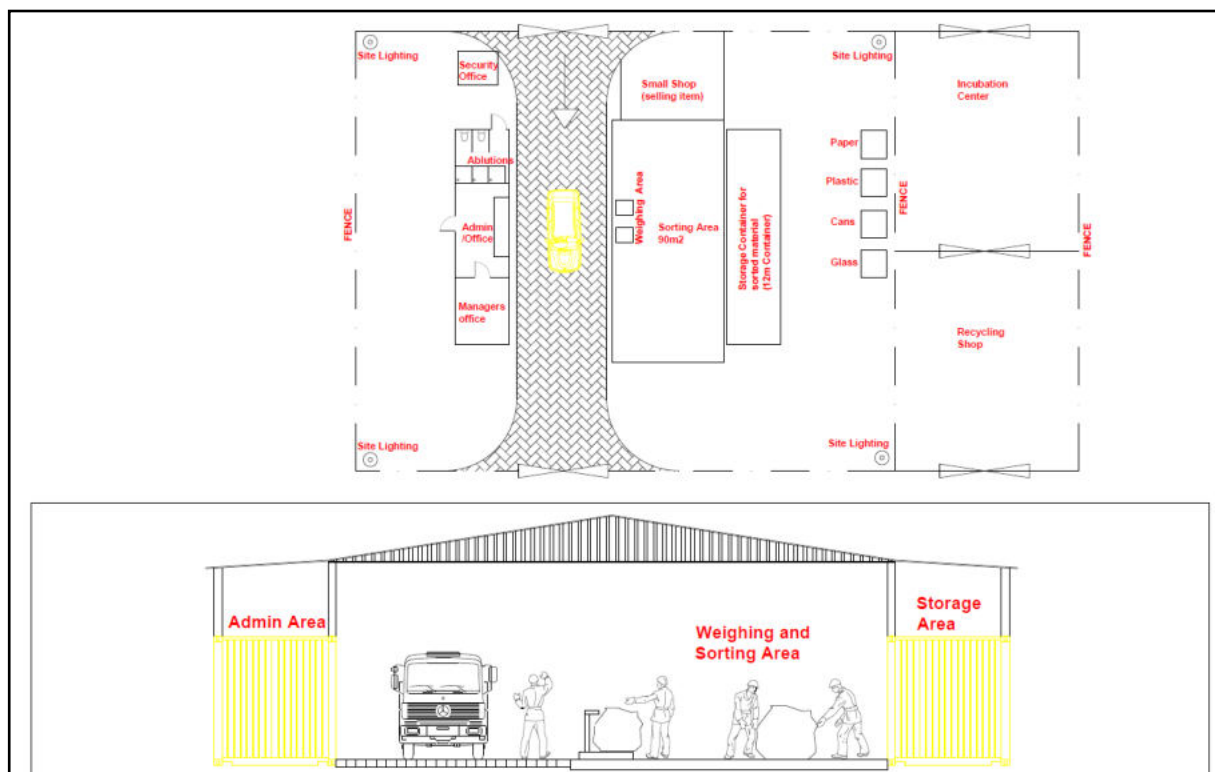 Site Lighting
Security
Office
Small Shop
(selling item)
Site Lighting
Incubation
Center
Ablutions
Paper
Plastic
Cans
Glass
FENCE
Admin
/Office
Weighing Area
Sorting Area
90m2
Storage Container for
sorted material
(12m Container)
FENCE
FENCE
Managers
office
Recycling
Shop
Site Lighting
Site Lighting
Admin Area
Weighing and
Sorting Area
Storage
Area